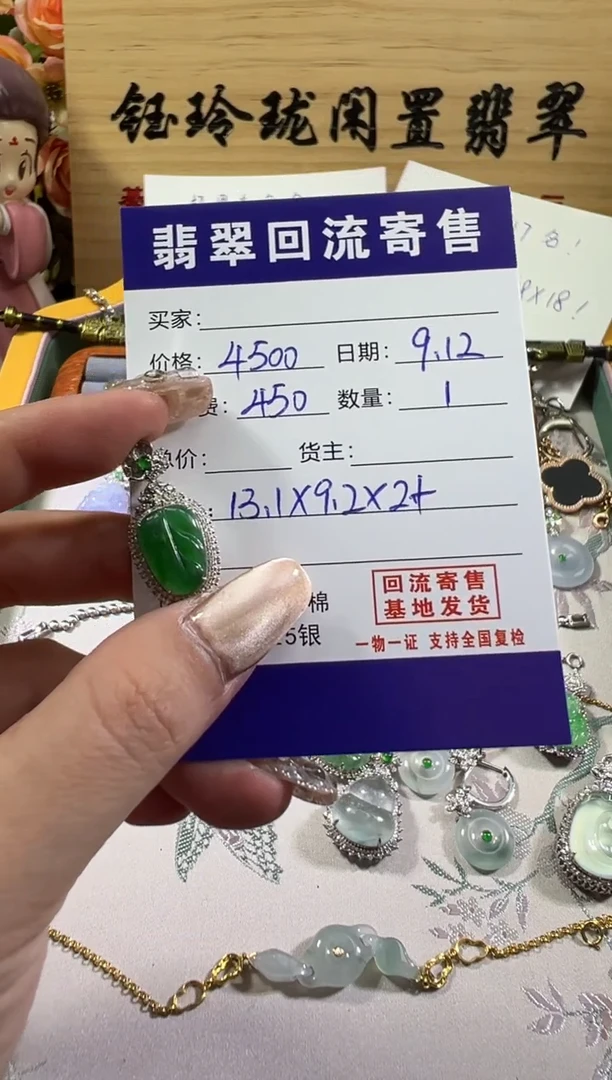 钰玲珑闲置翡翠
翡翠回流寄售
买家:
价格: 4500 日期: 9.12
费: 450 数量: 1
总价: 货主:
: 13.1X9.2X2+
棉
5银
回流寄售
基地发货
一物一证 支持全国复检